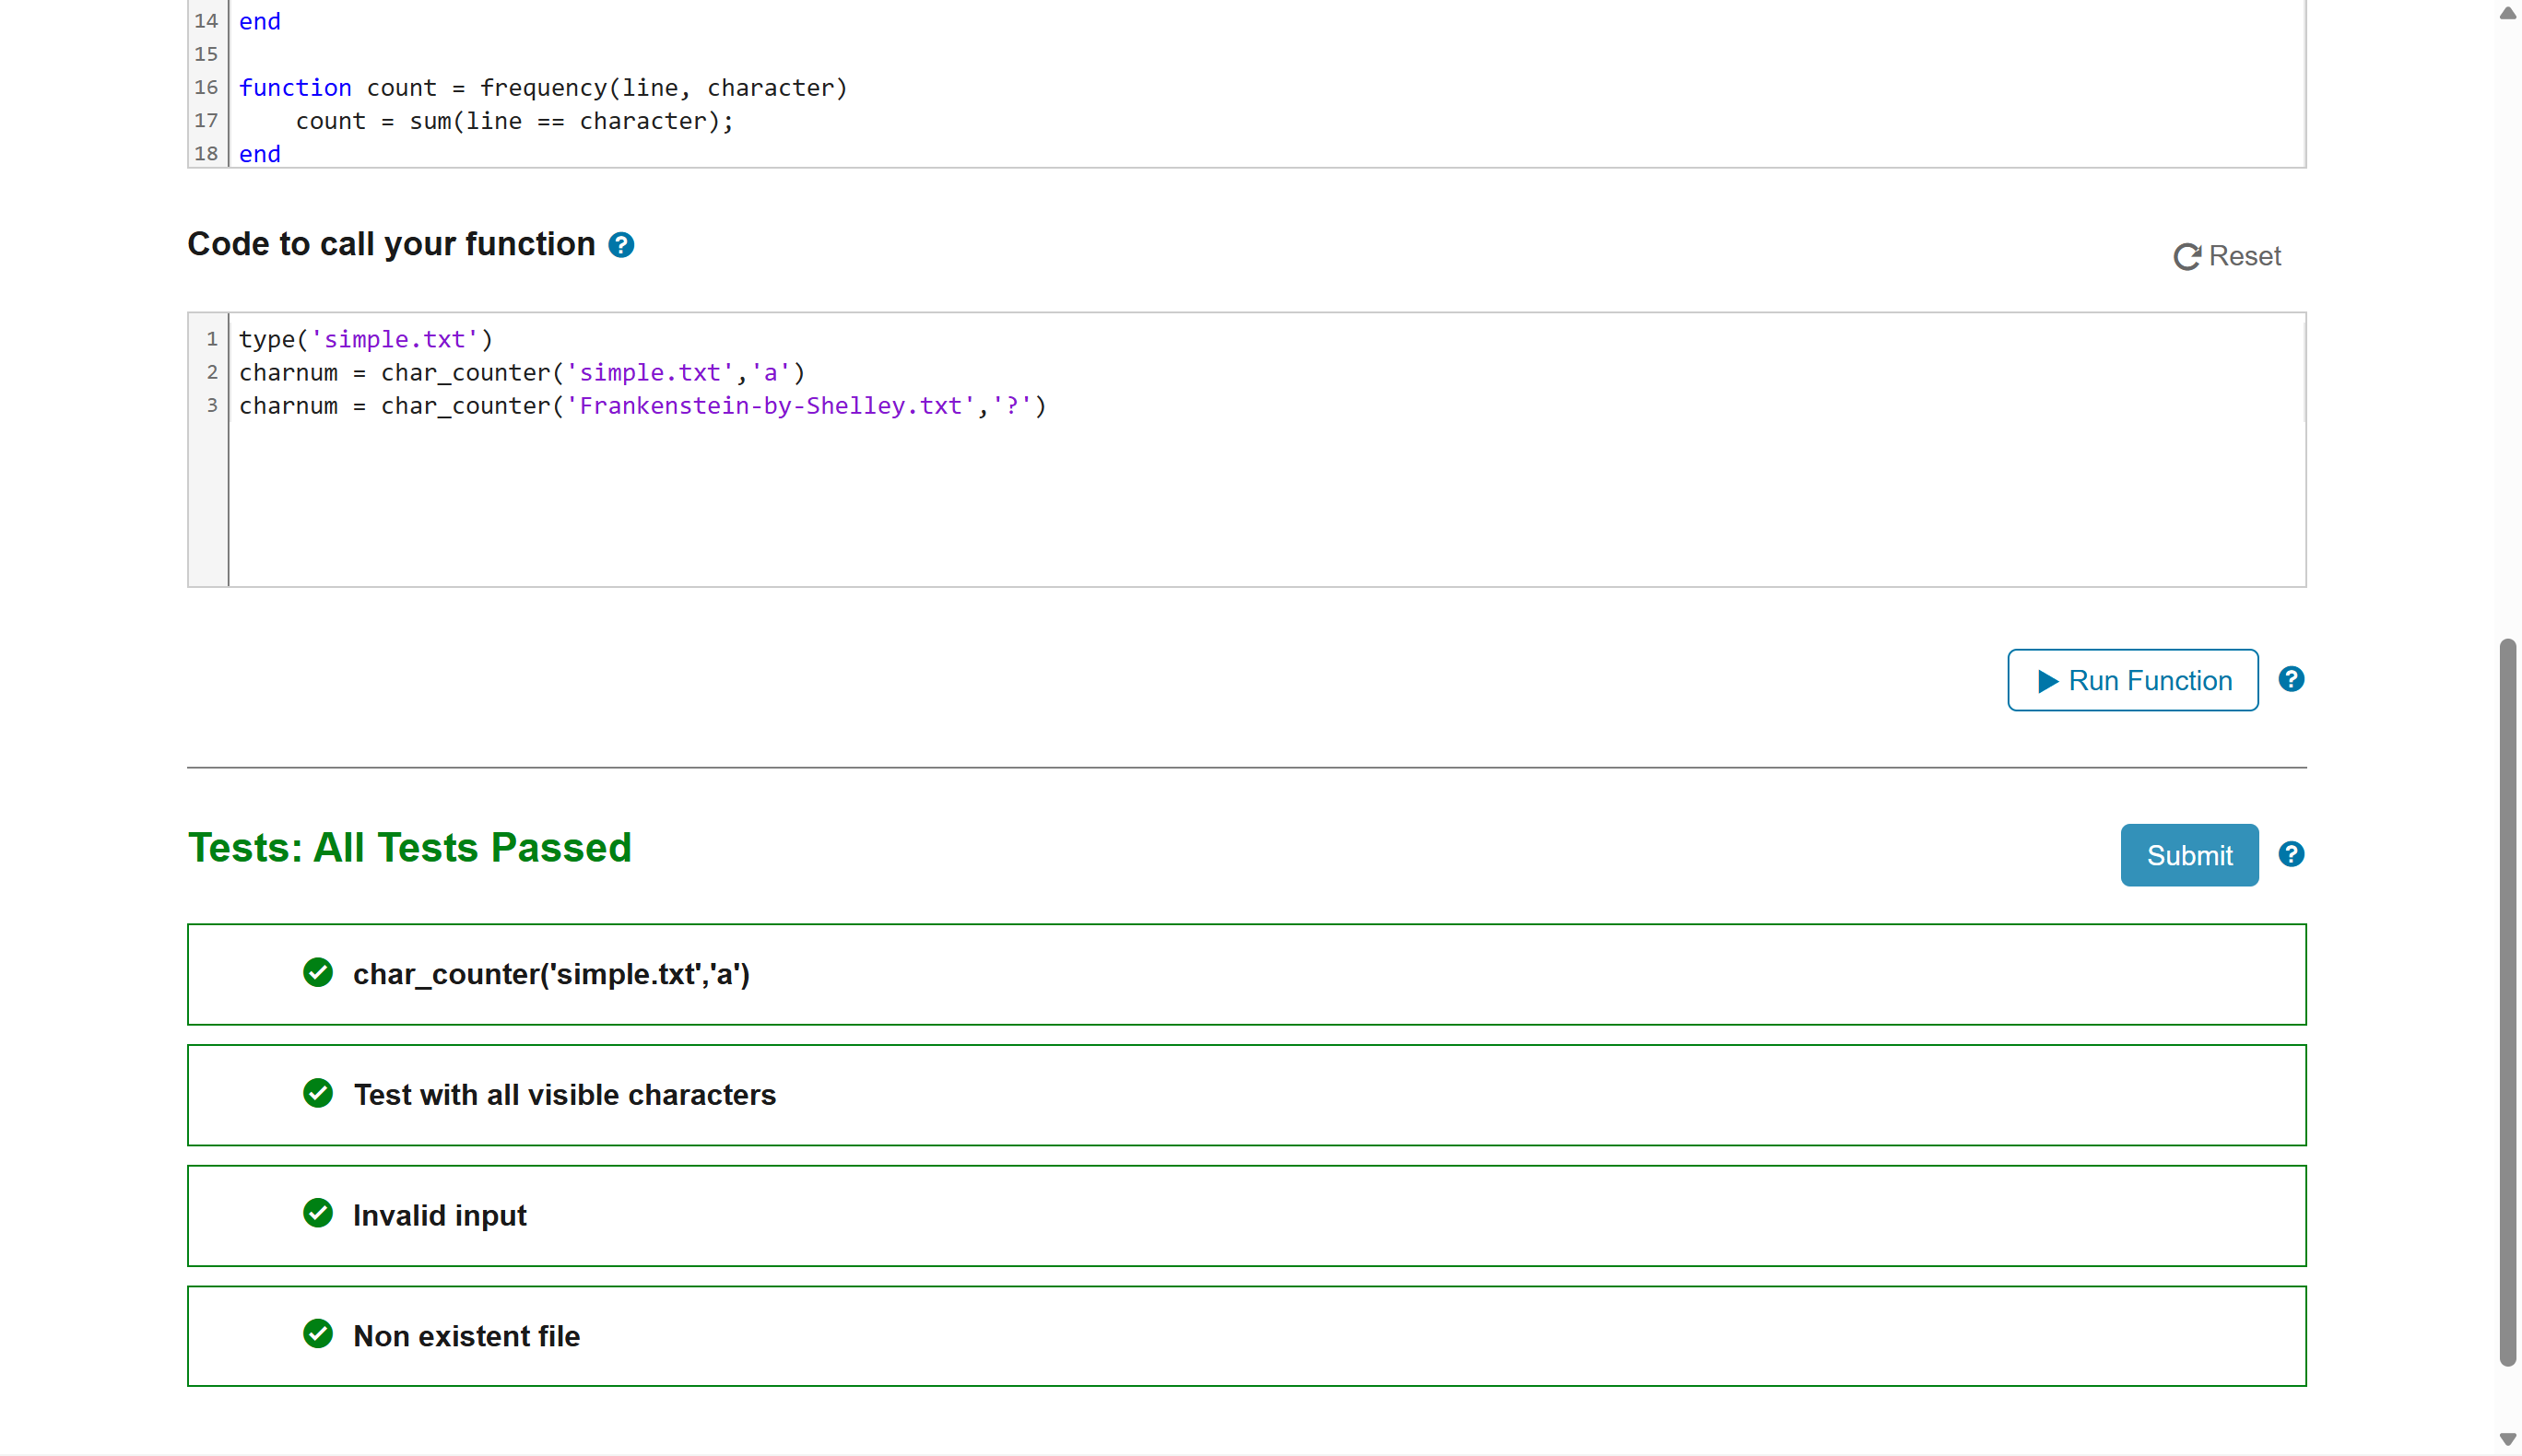 14 end
15
16 function count = frequency(line, character)
17     count = sum(line == character);
18 end
Code to call your function ?
Reset
1 type('simple.txt')
2 charnum = char_counter('simple.txt','a')
3 charnum = char_counter('Frankenstein-by-Shelley.txt','?')
Run Function ?
Tests: All Tests Passed
Submit ?
char_counter('simple.txt','a')
Test with all visible characters
Invalid input
Non existent file